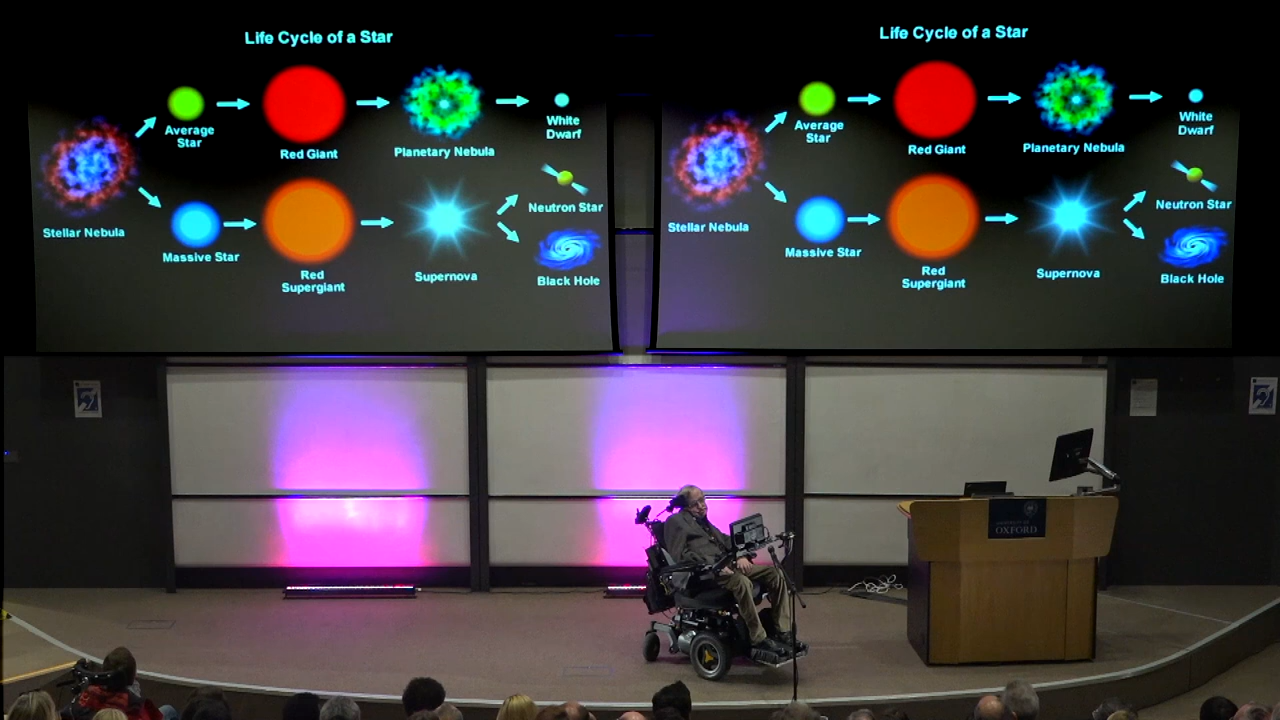 Life Cycle of a Star
Average
Star
Red Giant
Planetary Nebula
White
Dwarf
Stellar Nebula
Massive Star
Red
Supergiant
Supernova
Neutron Star
Black Hole
Life Cycle of a Star
Average
Star
Red Giant
Planetary Nebula
White
Dwarf
Stellar Nebula
Massive Star
Red
Supergiant
Supernova
Neutron Star
Black Hole
UNIVERSITY OF
OXFORD